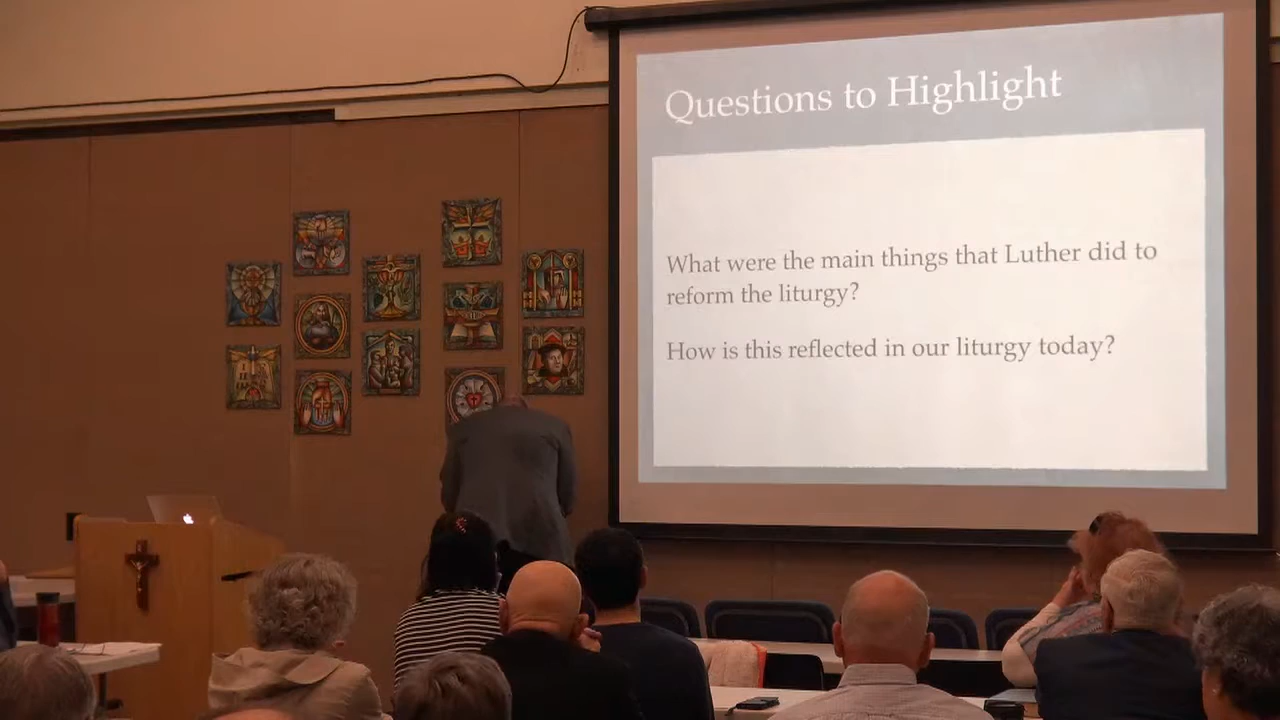 Questions to Highlight
What were the main things that Luther did to
reform the liturgy?
How is this reflected in our liturgy today?